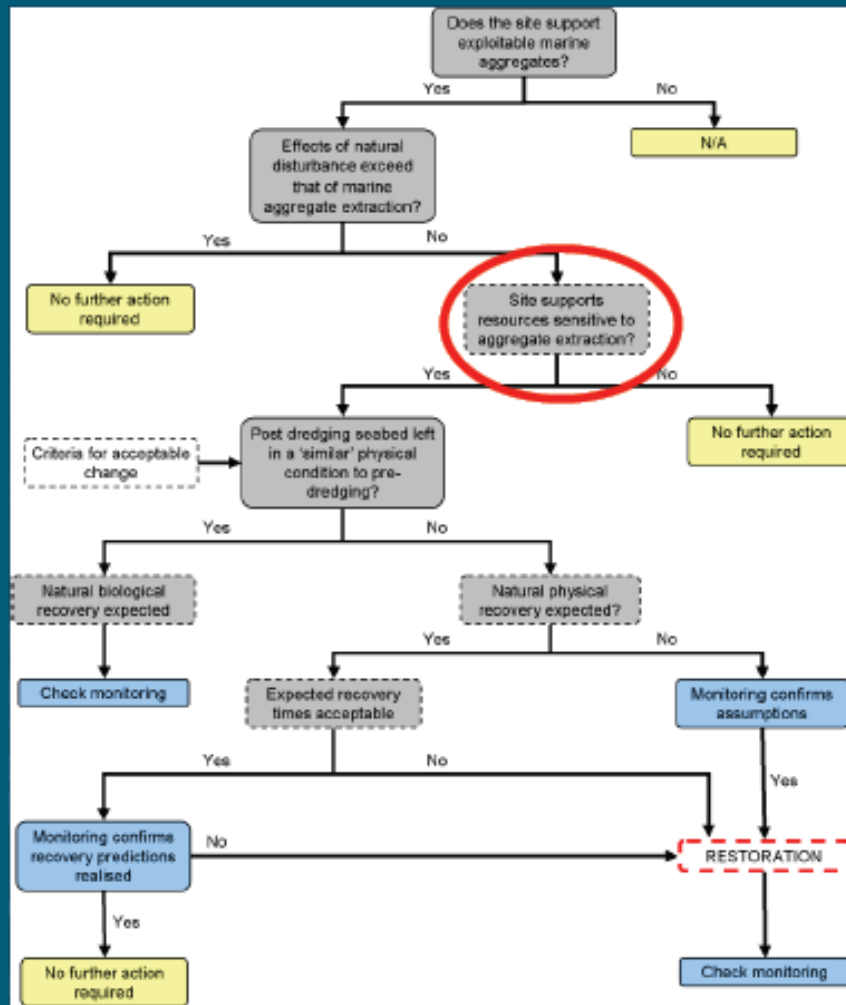 Does the site support
exploitable marine
aggregates?
Yes
No
N/A
Effects of natural
disturbance exceed
that of marine
aggregate extraction?
Yes
No
No further action
required
Site supports
resources sensitive to
aggregate extraction?
Yes
No
No further action
required
Criteria for acceptable
change
Post dredging seabed left
in a 'similar' physical
condition to pre-
dredging?
Yes
No
Natural biological
recovery expected
Natural physical
recovery expected?
Yes
No
Check monitoring
Expected recovery
times acceptable
Monitoring confirms
assumptions
Yes
No
Yes
Monitoring confirms
recovery predictions
realised
No
RESTORATION
Yes
No further action
required
Check monitoring